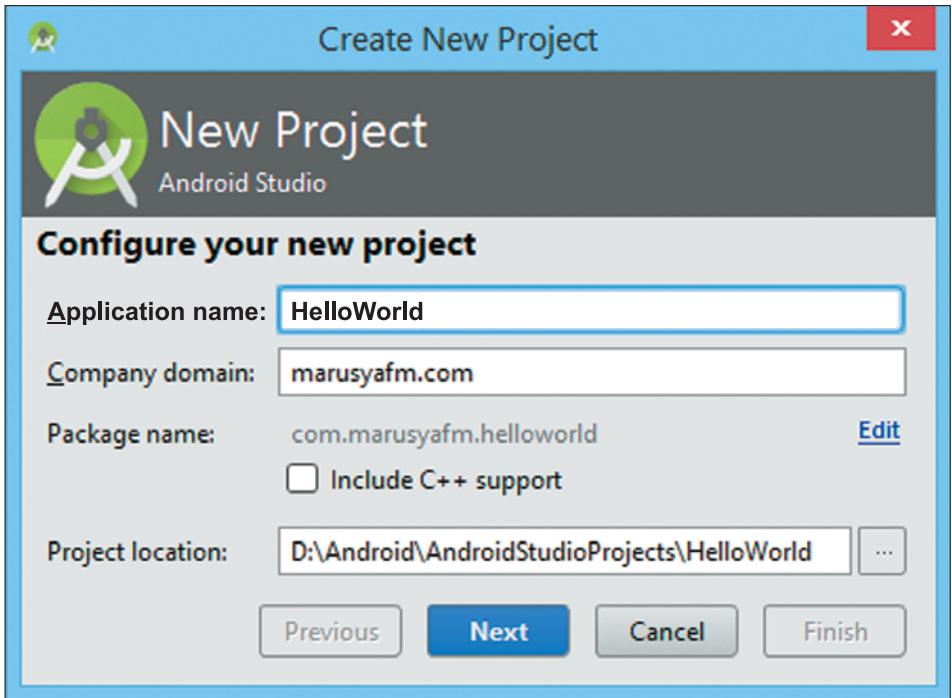 Create New Project
x
New Project
Android Studio
Configure your new project
Application name: HelloWorld
Company domain: marusyafm.com
Package name: com.marusyafm.helloworld Edit
Include C++ support
Project location: D:\Android\AndroidStudioProjects\HelloWorld ...
Previous Next Cancel Finish